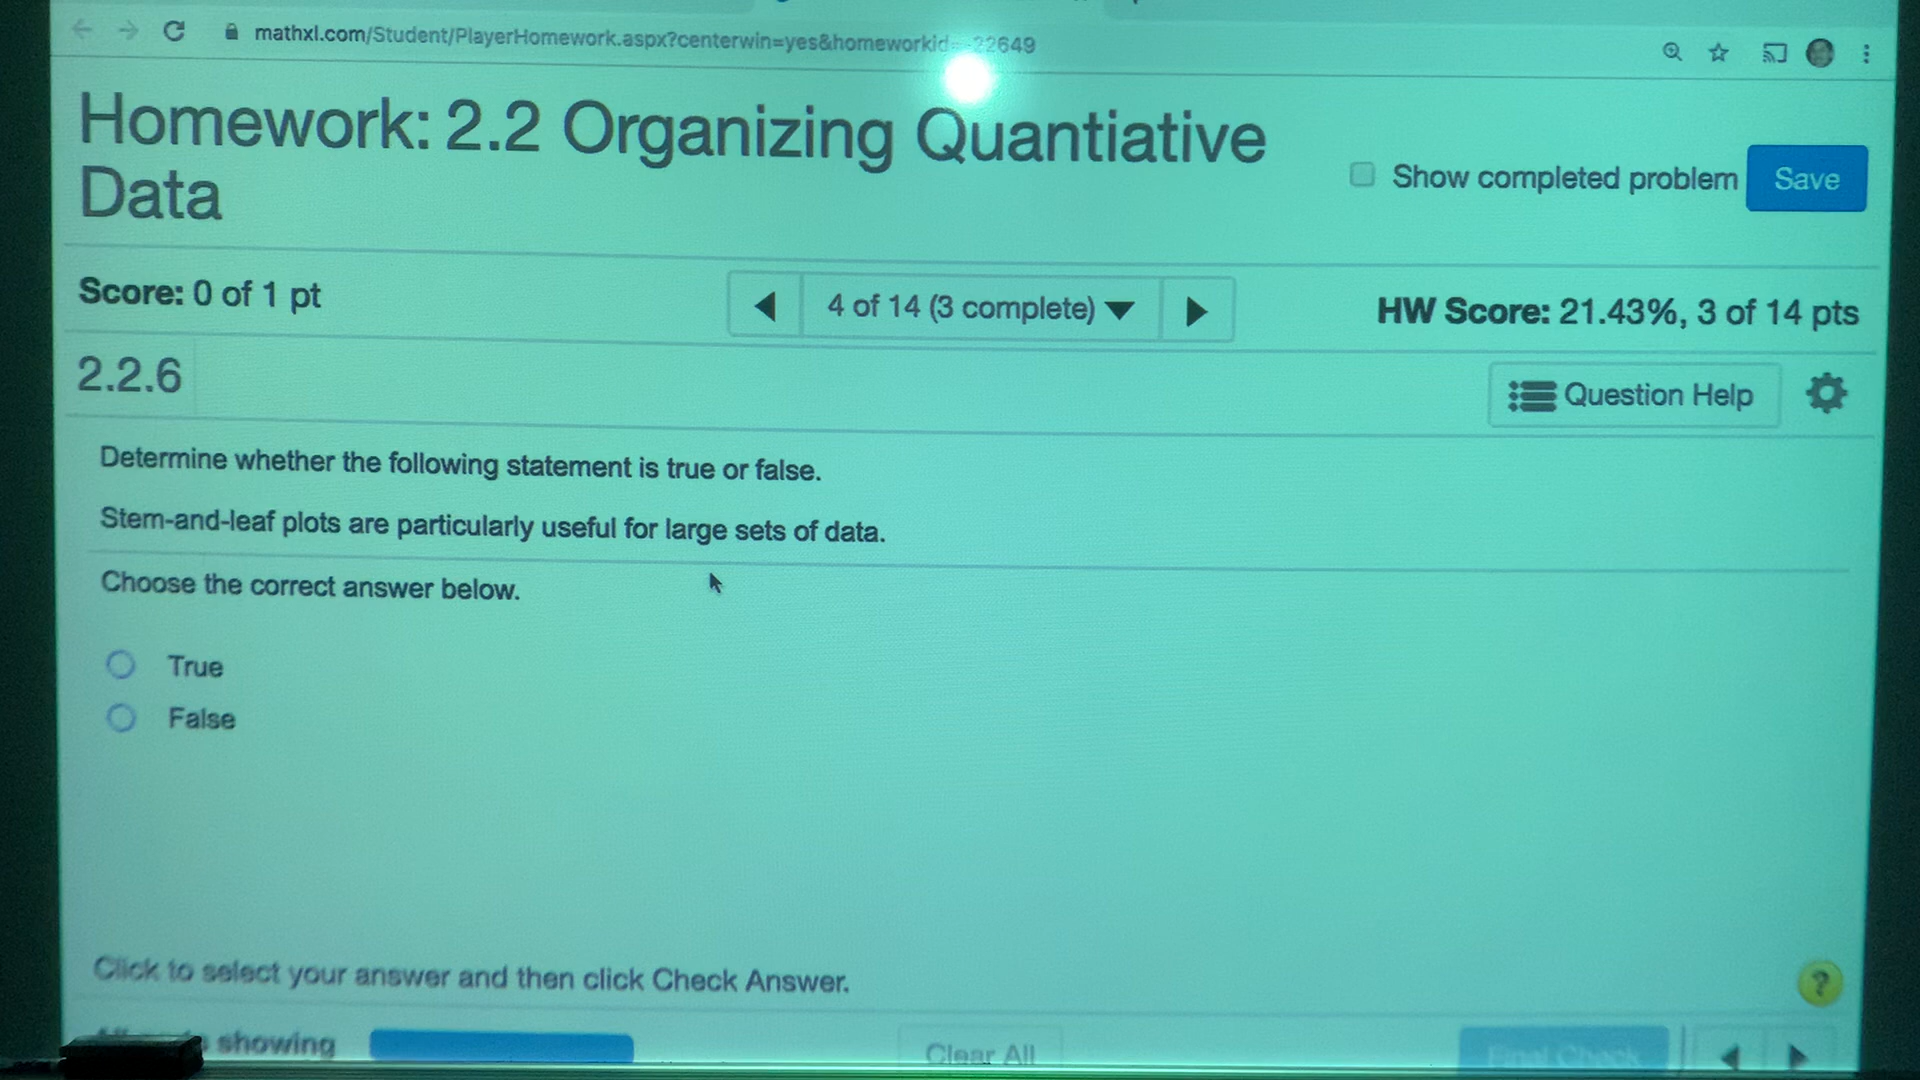 mathxl.com/Student/PlayerHomework.aspx?centerwin=yes&homeworkid= 22649
Homework: 2.2 Organizing Quantiative
Data
Show completed problem
Save
Score: 0 of 1 pt
4 of 14 (3 complete)
HW Score: 21.43%, 3 of 14 pts
2.2.6
Question Help
Determine whether the following statement is true or false.
Stem-and-leaf plots are particularly useful for large sets of data.
Choose the correct answer below.
True
False
Click to select your answer and then click Check Answer.
?
showing
Clear All
Final Check